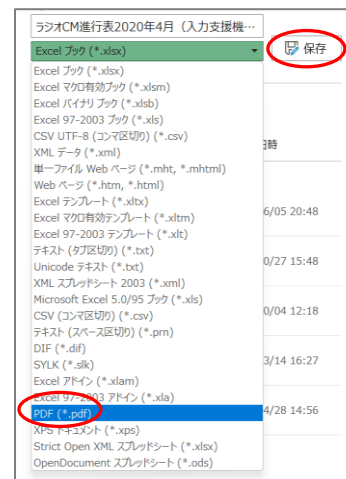 ラジオCM進行表2020年4月（入力支援機…
Excel ブック (*.xlsx)
保存
Excel ブック (*.xlsx)
Excel マクロ有効ブック (*.xlsm)
Excel バイナリ ブック (*.xlsb)
Excel 97-2003 ブック (*.xls)
CSV UTF-8 (コンマ区切り) (*.csv)
日時
XML データ (*.xml)
単一ファイル Web ページ (*.mht, *.mhtml)
Web ページ (*.htm, *.html)
Excel テンプレート (*.xltx)
Excel マクロ有効テンプレート (*.xltm)
6/05 20:48
Excel 97-2003 テンプレート (*.xlt)
テキスト (タブ区切り) (*.txt)
Unicode テキスト (*.txt)
0/27 15:48
XML スプレッドシート 2003 (*.xml)
Microsoft Excel 5.0/95 ブック (*.xls)
CSV (コンマ区切り) (*.csv)
0/04 12:18
テキスト (スペース区切り) (*.prn)
DIF (*.dif)
SYLK (*.slk)
3/14 16:27
Excel アドイン (*.xlam)
Excel 97-2003 アドイン (*.xla)
PDF (*.pdf)
4/28 14:56
XPS ドキュメント (*.xps)
Strict Open XML スプレッドシート (*.xlsx)
OpenDocument スプレッドシート (*.ods)